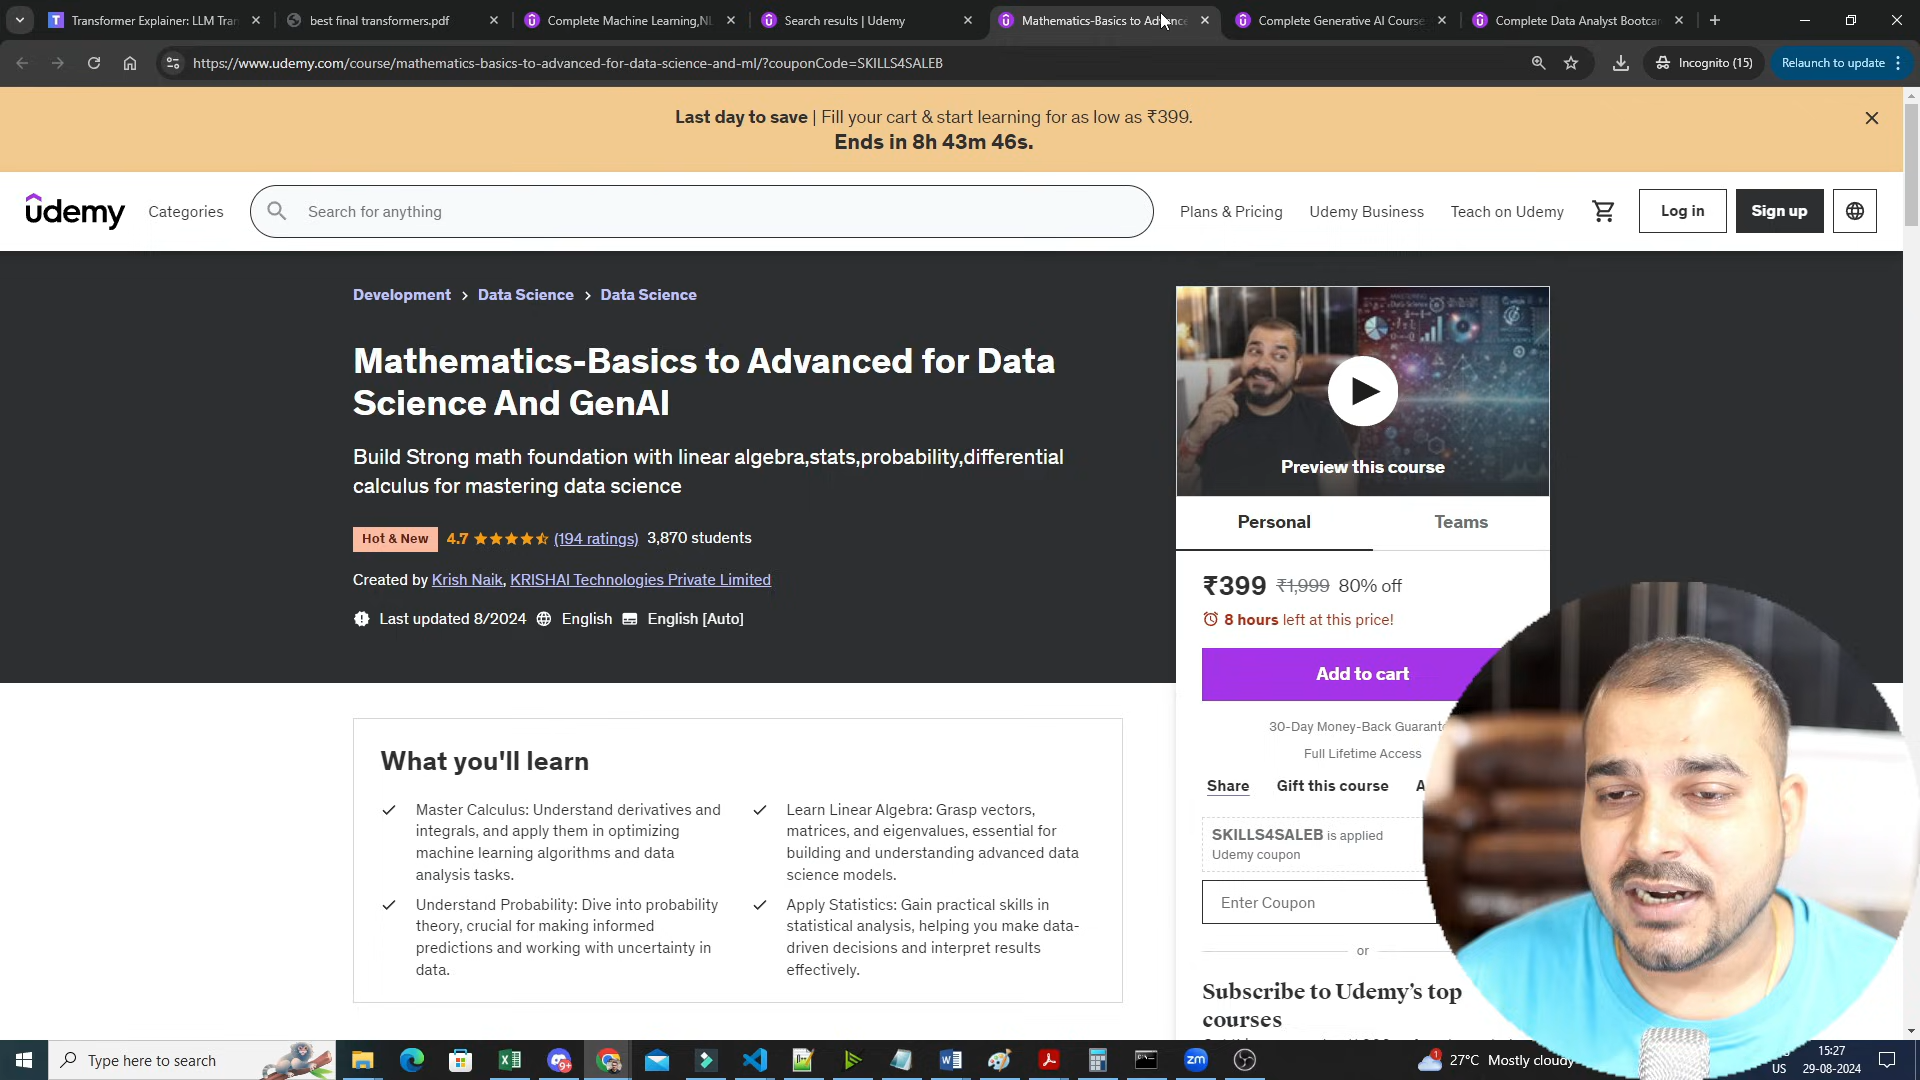 Transformer Explainer: LLM Tran
best final transformers.pdf
Complete Machine Learning,NL
Search results | Udemy
Mathematics-Basics to Advance
Complete Generative AI Course
Complete Data Analyst Bootcam
https://www.udemy.com/course/mathematics-basics-to-advanced-for-data-science-and-ml/?couponCode=SKILLS4SALEB
Incognito (15)
Relaunch to update
Last day to save | Fill your cart & start learning for as low as ₹399.
Ends in 8h 43m 46s.
udemy
Categories
Search for anything
Plans & Pricing
Udemy Business
Teach on Udemy
Log in
Sign up
Development > Data Science > Data Science
Mathematics-Basics to Advanced for Data
Science And GenAI
Build Strong math foundation with linear algebra,stats,probability,differential
calculus for mastering data science
Hot & New 4.7 (194 ratings) 3,870 students
Created by Krish Naik, KRISHAI Technologies Private Limited
Last updated 8/2024 English English [Auto]
Preview this course
Personal
Teams
₹399 ₹1,999 80% off
8 hours left at this price!
Add to cart
30-Day Money-Back Guarante
Full Lifetime Access
Share
Gift this course
A
SKILLS4SALEB is applied
Udemy coupon
Enter Coupon
or
Subscribe to Udemy's top
courses
What you'll learn
Master Calculus: Understand derivatives and
integrals, and apply them in optimizing
machine learning algorithms and data
analysis tasks.
Learn Linear Algebra: Grasp vectors,
matrices, and eigenvalues, essential for
building and understanding advanced data
science models.
Understand Probability: Dive into probability
theory, crucial for making informed
predictions and working with uncertainty in
data.
Apply Statistics: Gain practical skills in
statistical analysis, helping you make data-
driven decisions and interpret results
effectively.
Type here to search
27°C Mostly cloudy
US
15:27
29-08-2024